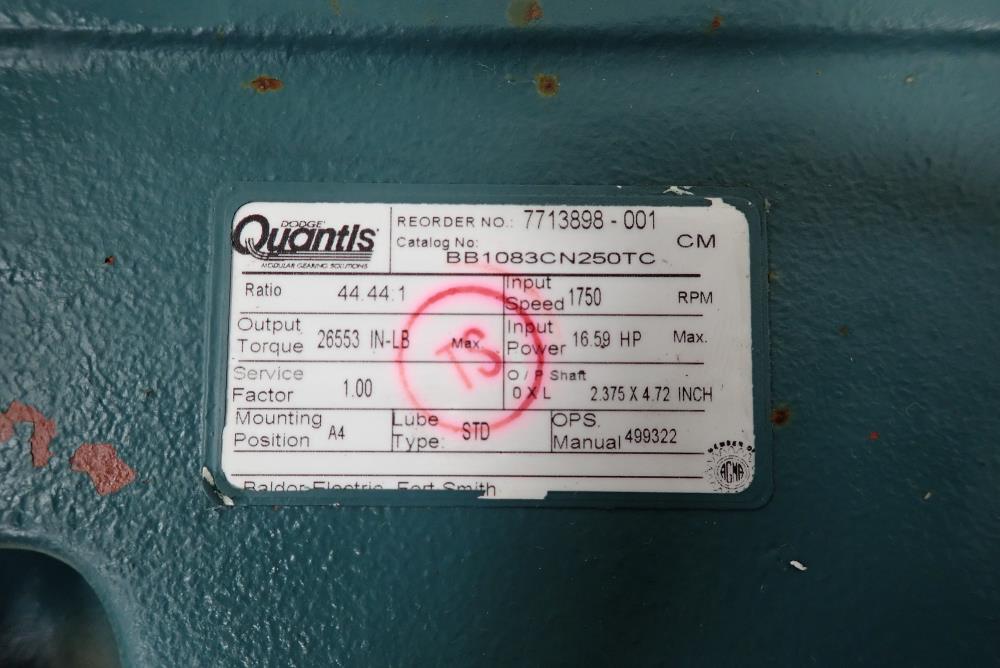 DODGE
Quantis
MODULAR GEARING SOLUTIONS
REORDER NO.: 7713898 - 001
CM
Catalog No:
BB1083CN250TC
Ratio 44.44:1
Input Speed 1750 RPM
Output Torque 26553 IN-LB Max.
Input Power 16.59 HP Max.
Service Factor 1.00
O / P Shaft
O X L 2.375 X 4.72 INCH
Mounting Position A4
Lube Type: STD
OPS. Manual 499322
TS
MEMBER OF
AGMA
Baldor Electric, Fort Smith